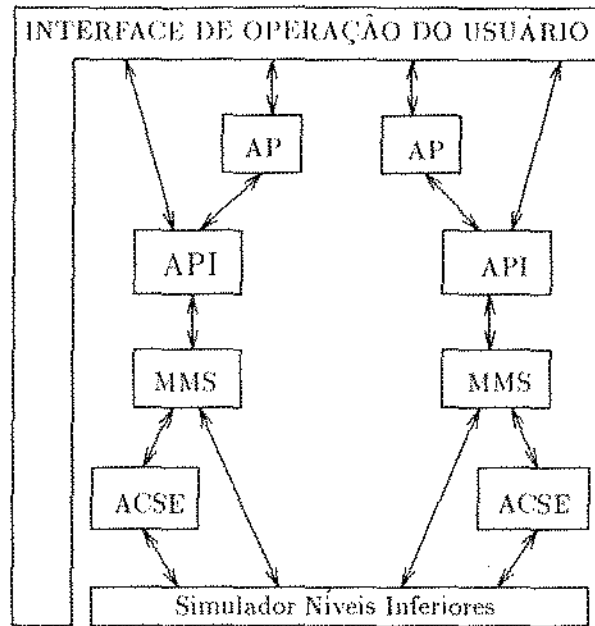 INTERFACE DE OPERAÇÃO DO USUÁRIO
AP AP
API API
MMS MMS
ACSE ACSE
Simulador Níveis Inferiores